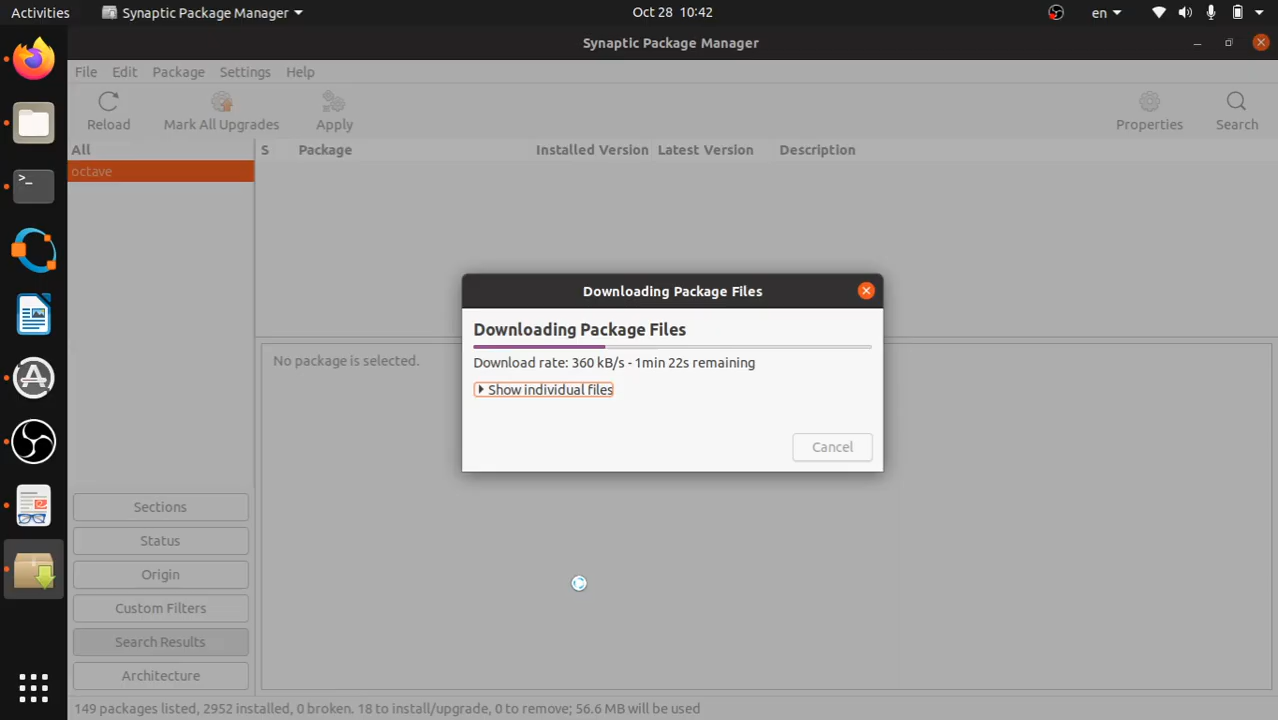 Activities
Synaptic Package Manager
Oct 28 10:42
en
Synaptic Package Manager
File Edit Package Settings Help
Reload
Mark All Upgrades
Apply
Properties
Search
All
octave
S Package Installed Version Latest Version Description
Downloading Package Files
Downloading Package Files
Download rate: 360 kB/s - 1min 22s remaining
Show individual files
Cancel
No package is selected.
Sections
Status
Origin
Custom Filters
Search Results
Architecture
149 packages listed, 2952 installed, 0 broken. 18 to install/upgrade, 0 to remove; 56.6 MB will be used